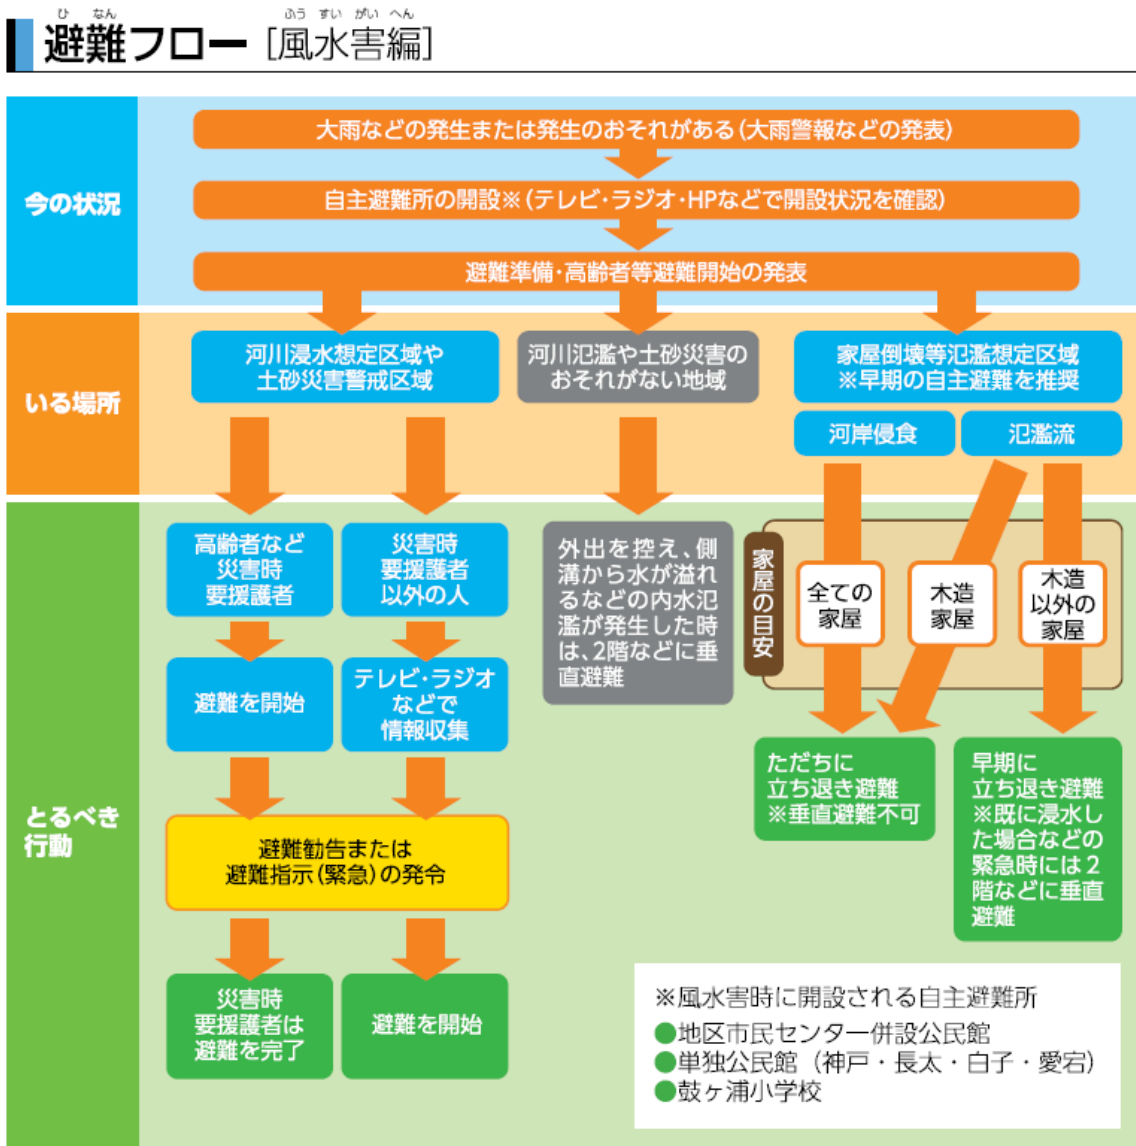 ひ なん
ふう すい がい へん
避難フロー [風水害編]
今の状況
大雨などの発生または発生のおそれがある(大雨警報などの発表)
自主避難所の開設※(テレビ・ラジオ・HPなどで開設状況を確認)
避難準備・高齢者等避難開始の発表
いる場所
河川浸水想定区域や
土砂災害警戒区域
河川氾濫や土砂災害の
おそれがない地域
家屋倒壊等氾濫想定区域
※早期の自主避難を推奨
河岸侵食
氾濫流
とるべき
行動
高齢者など
災害時
要援護者
災害時
要援護者
以外の人
避難を開始
テレビ・ラジオ
などで
情報収集
避難勧告または
避難指示(緊急)の発令
災害時
要援護者は
避難を完了
避難を開始
外出を控え、側
溝から水が溢れ
るなどの内水氾
濫が発生した時
は、2階などに垂
直避難
家屋の目安
全ての
家屋
木造
家屋
木造
以外の
家屋
ただちに
立ち退き避難
※垂直避難不可
早期に
立ち退き避難
※既に浸水し
た場合などの
緊急時には2
階などに垂直
避難
※風水害時に開設される自主避難所
●地区市民センター併設公民館
●単独公民館（神戸・長太・白子・愛宕）
●鼓ヶ浦小学校